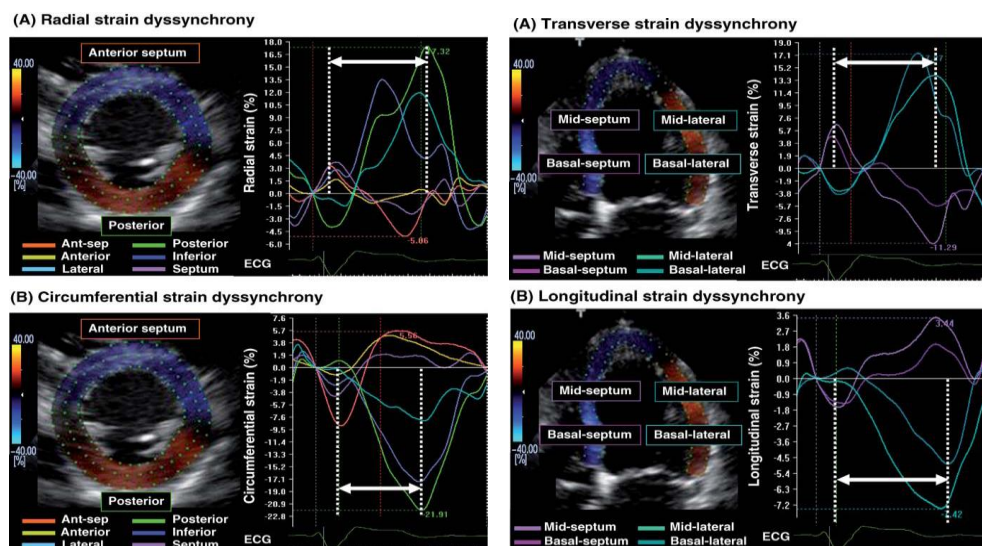 (A) Radial strain dyssynchrony
Anterior septum
40.00
-40.00
[%]
Posterior
Ant-sep
Anterior
Lateral
Posterior
Inferior
Septum
Radial strain (%)
18.0
16.5
15.0
13.5
12.0
10.5
9.0
7.5
6.0
4.5
3.0
1.5
0.0
-1.5
-3.0
-4.5
-6.0
-5.86
ECG
(A) Transverse strain dyssynchrony
Mid-septum
Mid-lateral
Basal-septum
Basal-lateral
40.00
-40.00
[%]
Mid-septum
Basal-septum
Mid-lateral
Basal-lateral
Transverse strain (%)
19.0
17.1
15.2
13.3
11.4
9.5
7.6
5.7
3.8
1.9
0.0
-1.9
-3.8
-5.7
-7.6
-9.5
-11.29
ECG
(B) Circumferential strain dyssynchrony
Anterior septum
40.00
-40.00
[%]
Posterior
Ant-sep
Anterior
Lateral
Posterior
Inferior
Septum
Circumferential strain (%)
7.6
5.7
3.8
1.9
0.0
-1.9
-3.8
-5.7
-7.6
-9.5
-11.4
-13.3
-15.2
-17.1
-19.0
-20.9
-22.8
-21.91
ECG
(B) Longitudinal strain dyssynchrony
Mid-septum
Mid-lateral
Basal-septum
Basal-lateral
40.00
-40.00
[%]
Mid-septum
Basal-septum
Mid-lateral
Basal-lateral
Longitudinal strain (%)
3.6
2.7
1.8
0.9
0.0
-0.9
-1.8
-2.7
-3.6
-4.5
-5.4
-6.3
-7.2
3.44
ECG